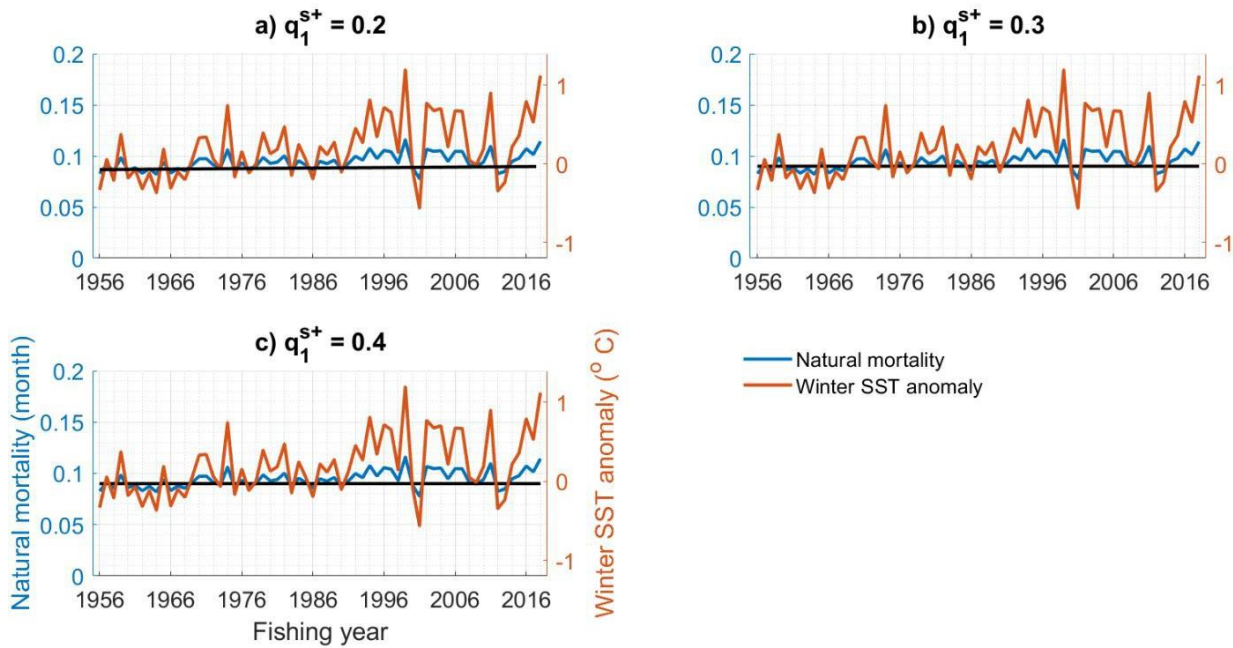 a) q₁ˢ⁺ = 0.2
0.2
0.15
0.1
0.05
0
1
0
-1
1956 1966 1976 1986 1996 2006 2016
b) q₁ˢ⁺ = 0.3
0.2
0.15
0.1
0.05
0
1
0
-1
1956 1966 1976 1986 1996 2006 2016
c) q₁ˢ⁺ = 0.4
Natural mortality (month)
0.2
0.15
0.1
0.05
0
1
0
-1
Winter SST anomaly (° C)
1956 1966 1976 1986 1996 2006 2016
Fishing year
Natural mortality
Winter SST anomaly